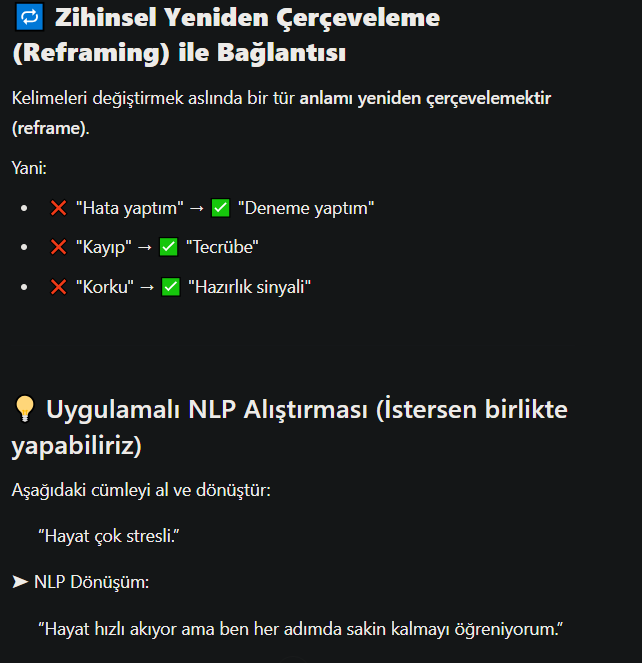 🔁 Zihinsel Yeniden Çerçeveleme
(Reframing) ile Bağlantısı
Kelimeleri değiştirmek aslında bir tür anlamı yeniden çerçevelemektir
(reframe).
Yani:
• ❌ "Hata yaptım" → ✅ "Deneme yaptım"
• ❌ "Kayıp" → ✅ "Tecrübe"
• ❌ "Korku" → ✅ "Hazırlık sinyali"
💡 Uygulamalı NLP Alıştırması (İstersen birlikte
yapabiliriz)
Aşağıdaki cümleyi al ve dönüştür:
“Hayat çok stresli.”
➤ NLP Dönüşüm:
“Hayat hızlı akıyor ama ben her adımda sakin kalmayı öğreniyorum.”